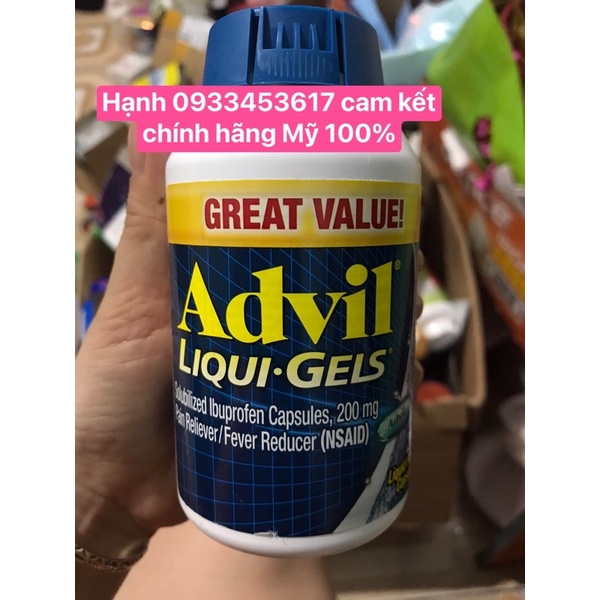 Hạnh 0933453617 cam kết
chính hãng Mỹ 100%
GREAT VALUE!
Advil®
LIQUI·GELS®
Solubilized Ibuprofen Capsules, 200 mg
Pain Reliever/Fever Reducer (NSAID)